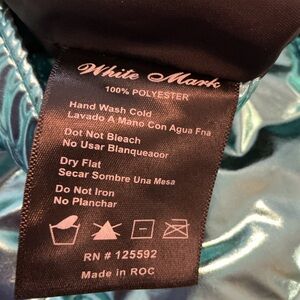 White Mark
100% POLYESTER
Hand Wash Cold
Lavado A Mano Con Agua Fna
Dot Not Bleach
No Usar Blanqueaoor
Dry Flat
Secar Sombre Una Mesa
Do Not Iron
No Planchar
RN # 125592
Made in ROC